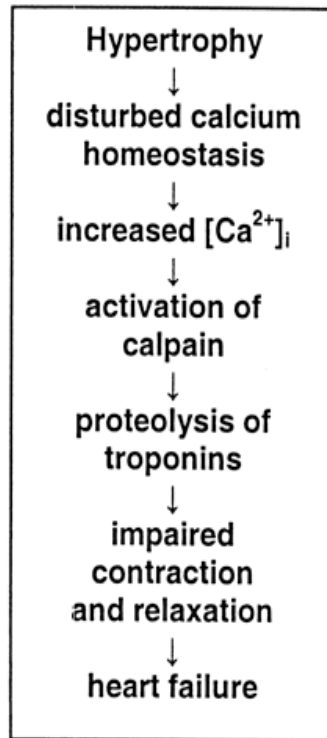 Hypertrophy
↓
disturbed calcium
homeostasis
↓
increased [Ca²⁺]ᵢ
↓
activation of
calpain
↓
proteolysis of
troponins
↓
impaired
contraction
and relaxation
↓
heart failure